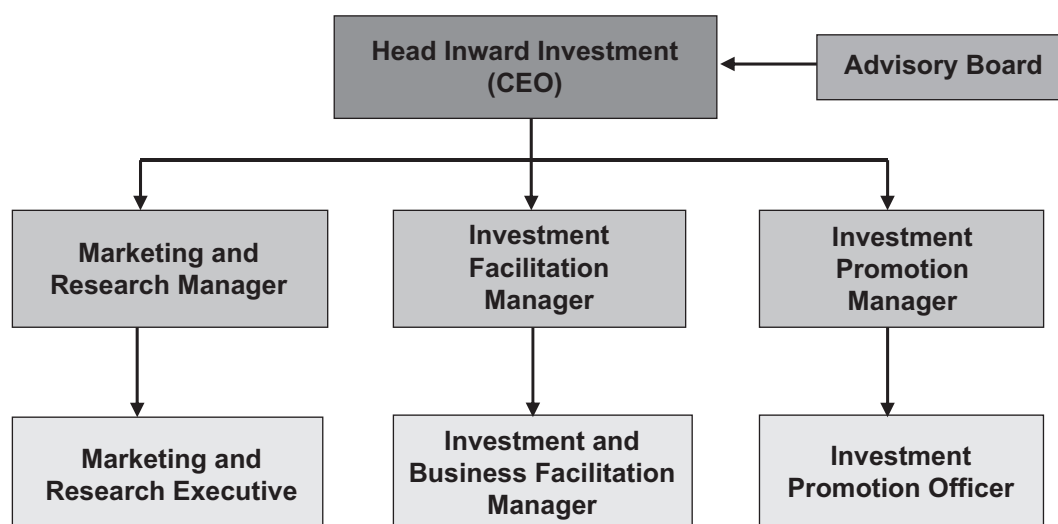 Head Inward Investment
(CEO)
Advisory Board
Marketing and
Research Manager
Investment
Facilitation
Manager
Investment
Promotion
Manager
Marketing and
Research Executive
Investment and
Business Facilitation
Manager
Investment
Promotion Officer